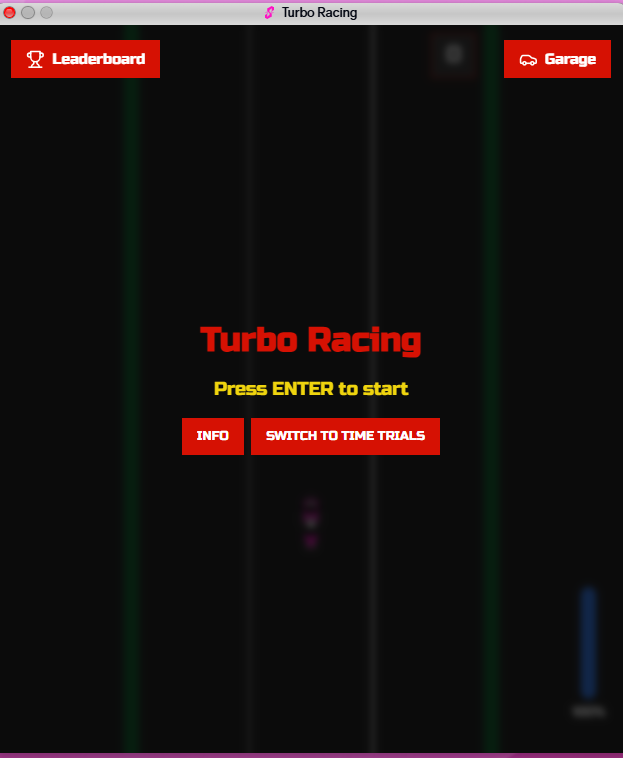 Turbo Racing
Leaderboard
Garage
Turbo Racing
Press ENTER to start
INFO
SWITCH TO TIME TRIALS